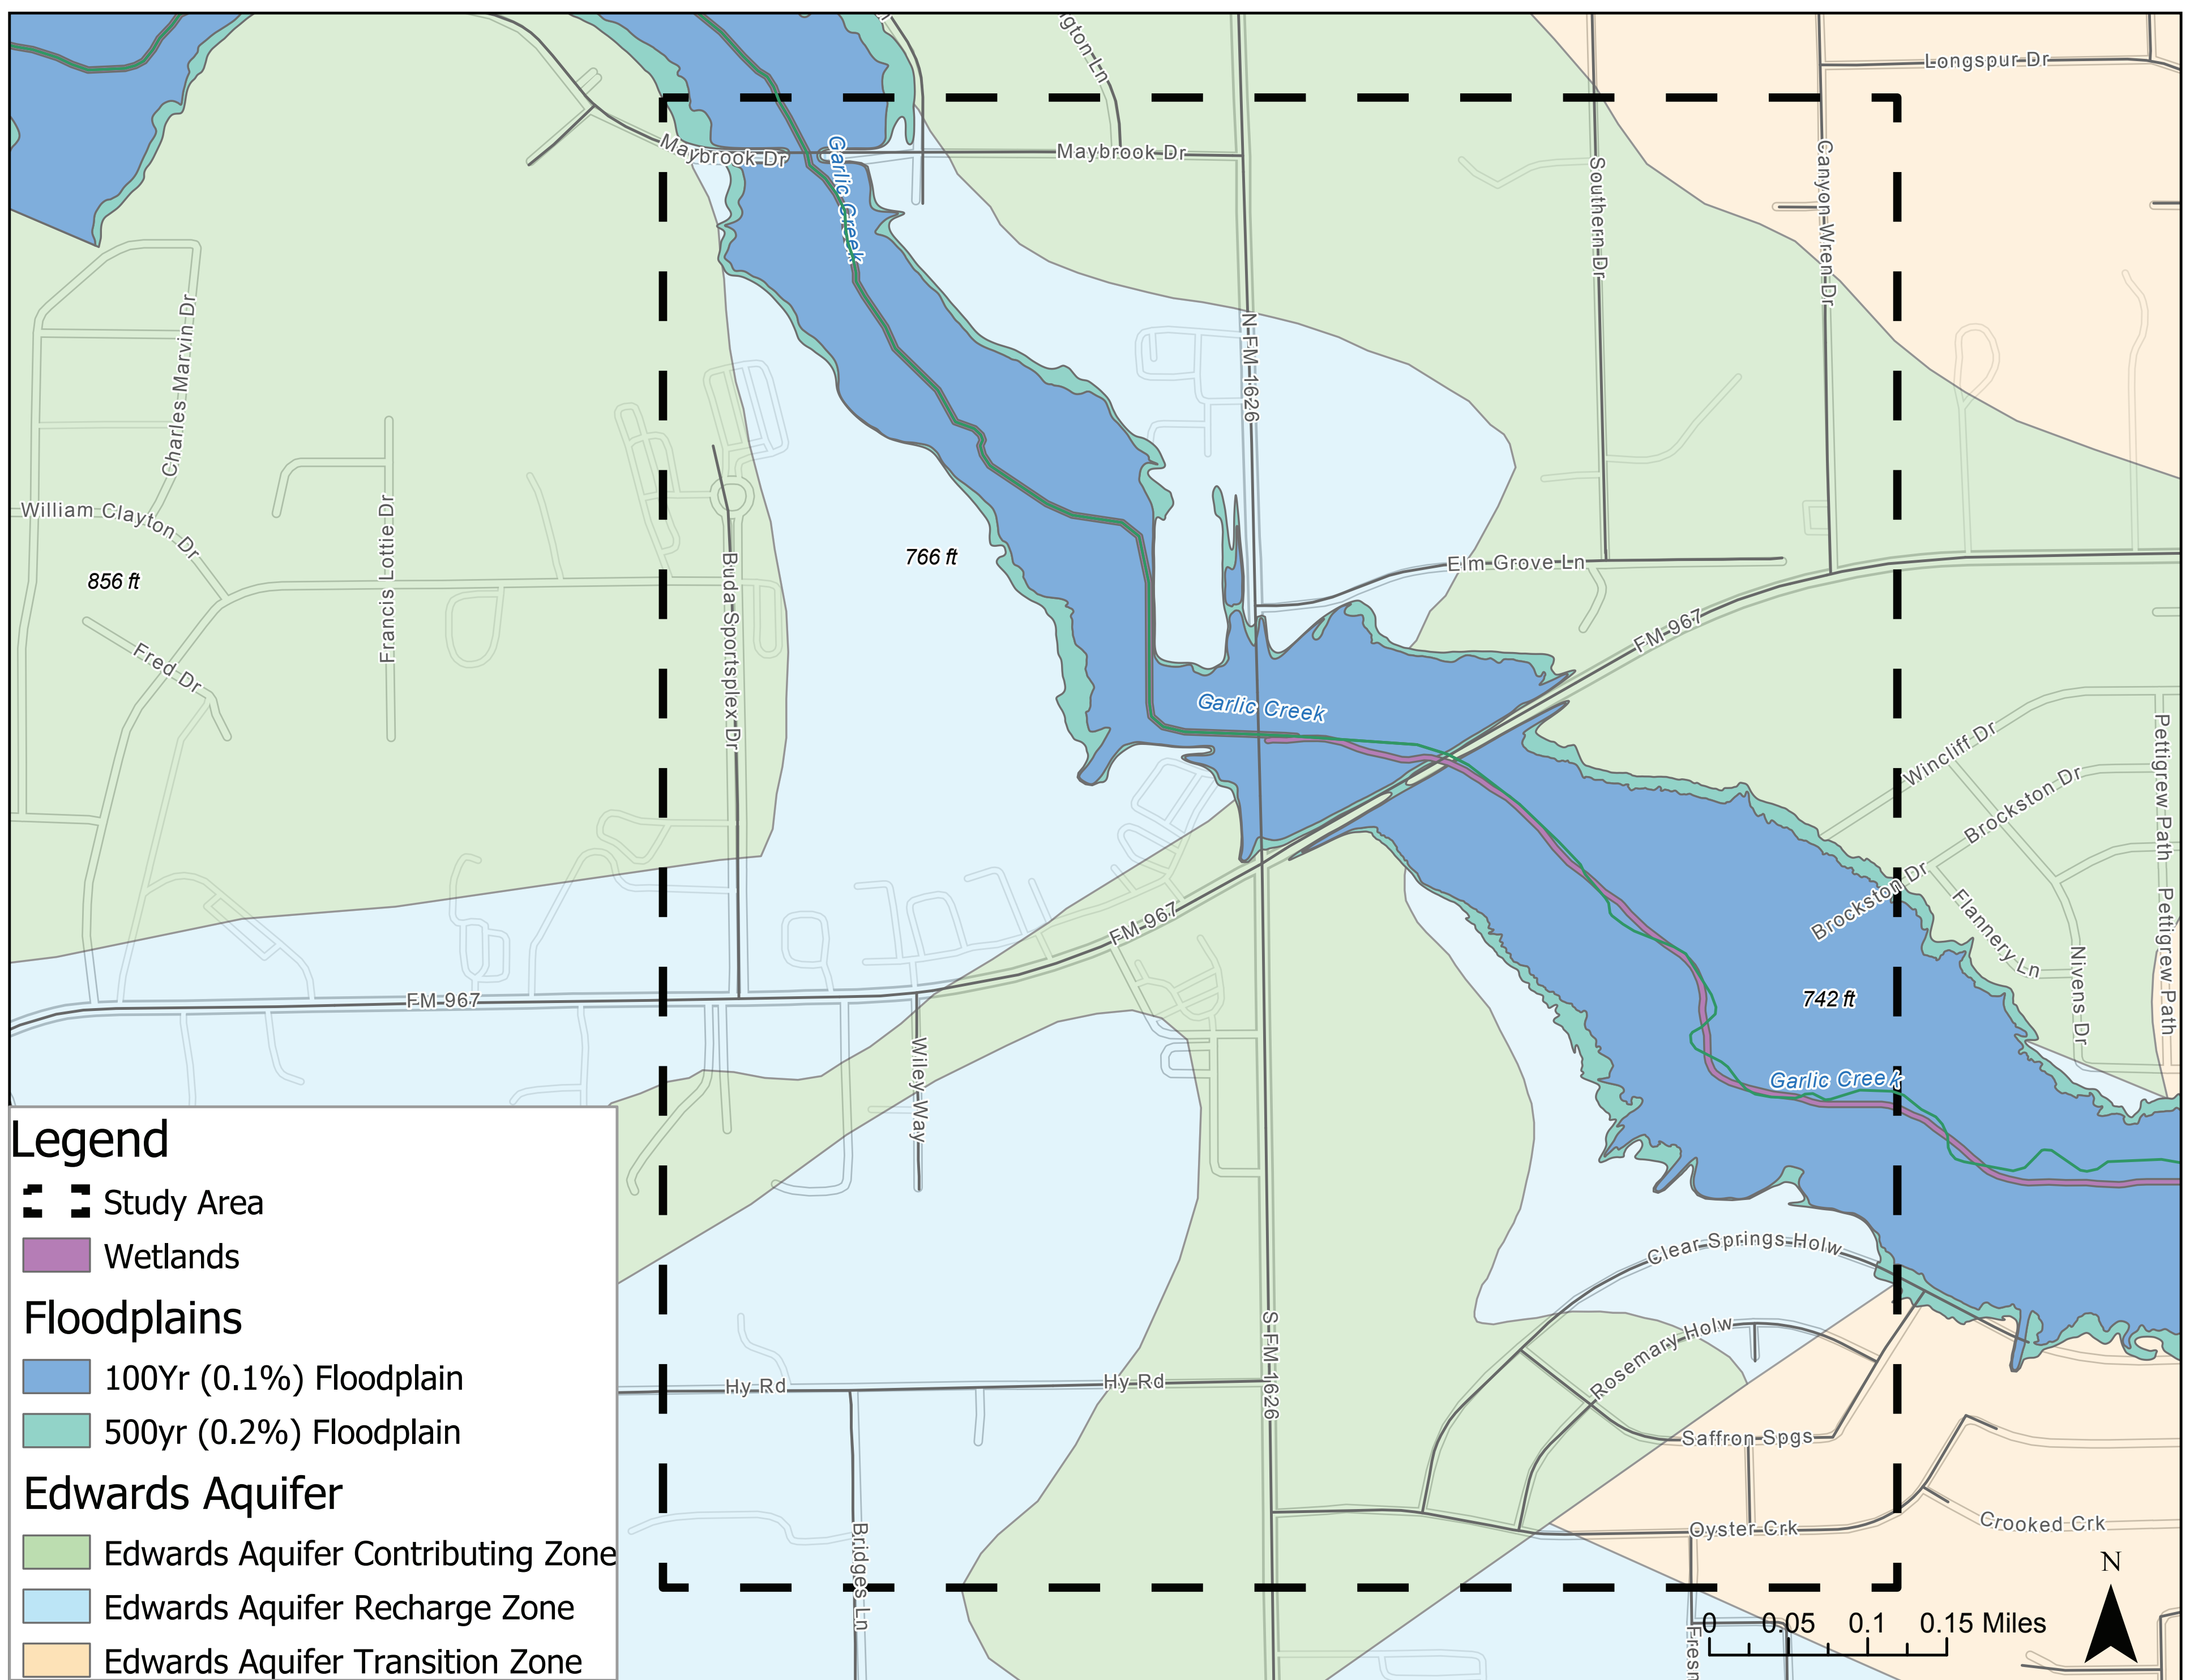 Longspur Dr
gton Ln
Maybrook Dr
Maybrook Dr
Garlic Creek
Southern Dr
Canyon Wren Dr
Charles Marvin Dr
N FM 1626
William Clayton Dr
Francis Lottie Dr
766 ft
856 ft
Buda Sportsplex Dr
Elm Grove Ln
FM 967
Fred Dr
Garlic Creek
Wincliff Dr
Pettigrew Path
Brockston Dr
Brockston Dr
Flannery Ln
Pettigrew Path
FM 967
Nivens Dr
FM 967
742 ft
Wiley Way
Garlic Creek
Clear Springs Holw
S FM 1626
Rosemary Holw
Hy Rd
Hy Rd
Saffron Spgs
Oyster Crk
Crooked Crk
Bridges Ln
Fresn
N
0 0.05 0.1 0.15 Miles
Legend
Study Area
Wetlands
Floodplains
100Yr (0.1%) Floodplain
500yr (0.2%) Floodplain
Edwards Aquifer
Edwards Aquifer Contributing Zone
Edwards Aquifer Recharge Zone
Edwards Aquifer Transition Zone